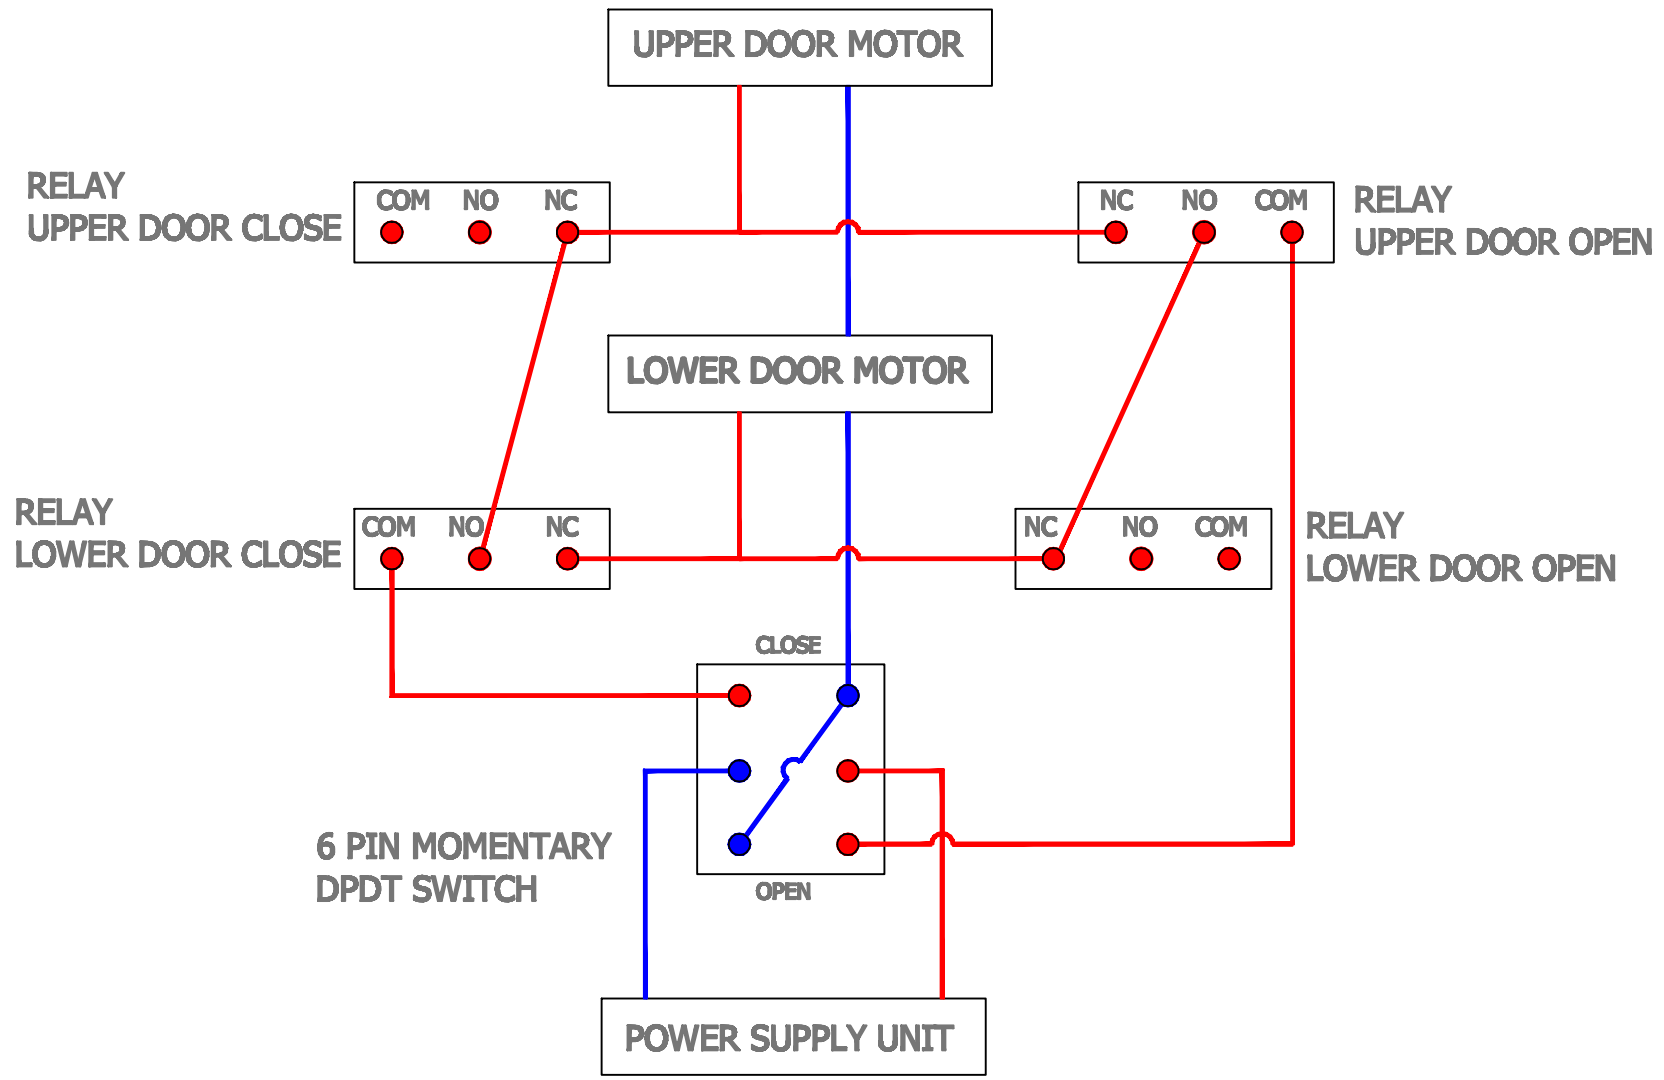 UPPER DOOR MOTOR
RELAY
UPPER DOOR CLOSE
COM NO NC
NC NO COM
RELAY
UPPER DOOR OPEN
LOWER DOOR MOTOR
RELAY
LOWER DOOR CLOSE
COM NO NC
NC NO COM
RELAY
LOWER DOOR OPEN
CLOSE
6 PIN MOMENTARY
DPDT SWITCH
OPEN
POWER SUPPLY UNIT